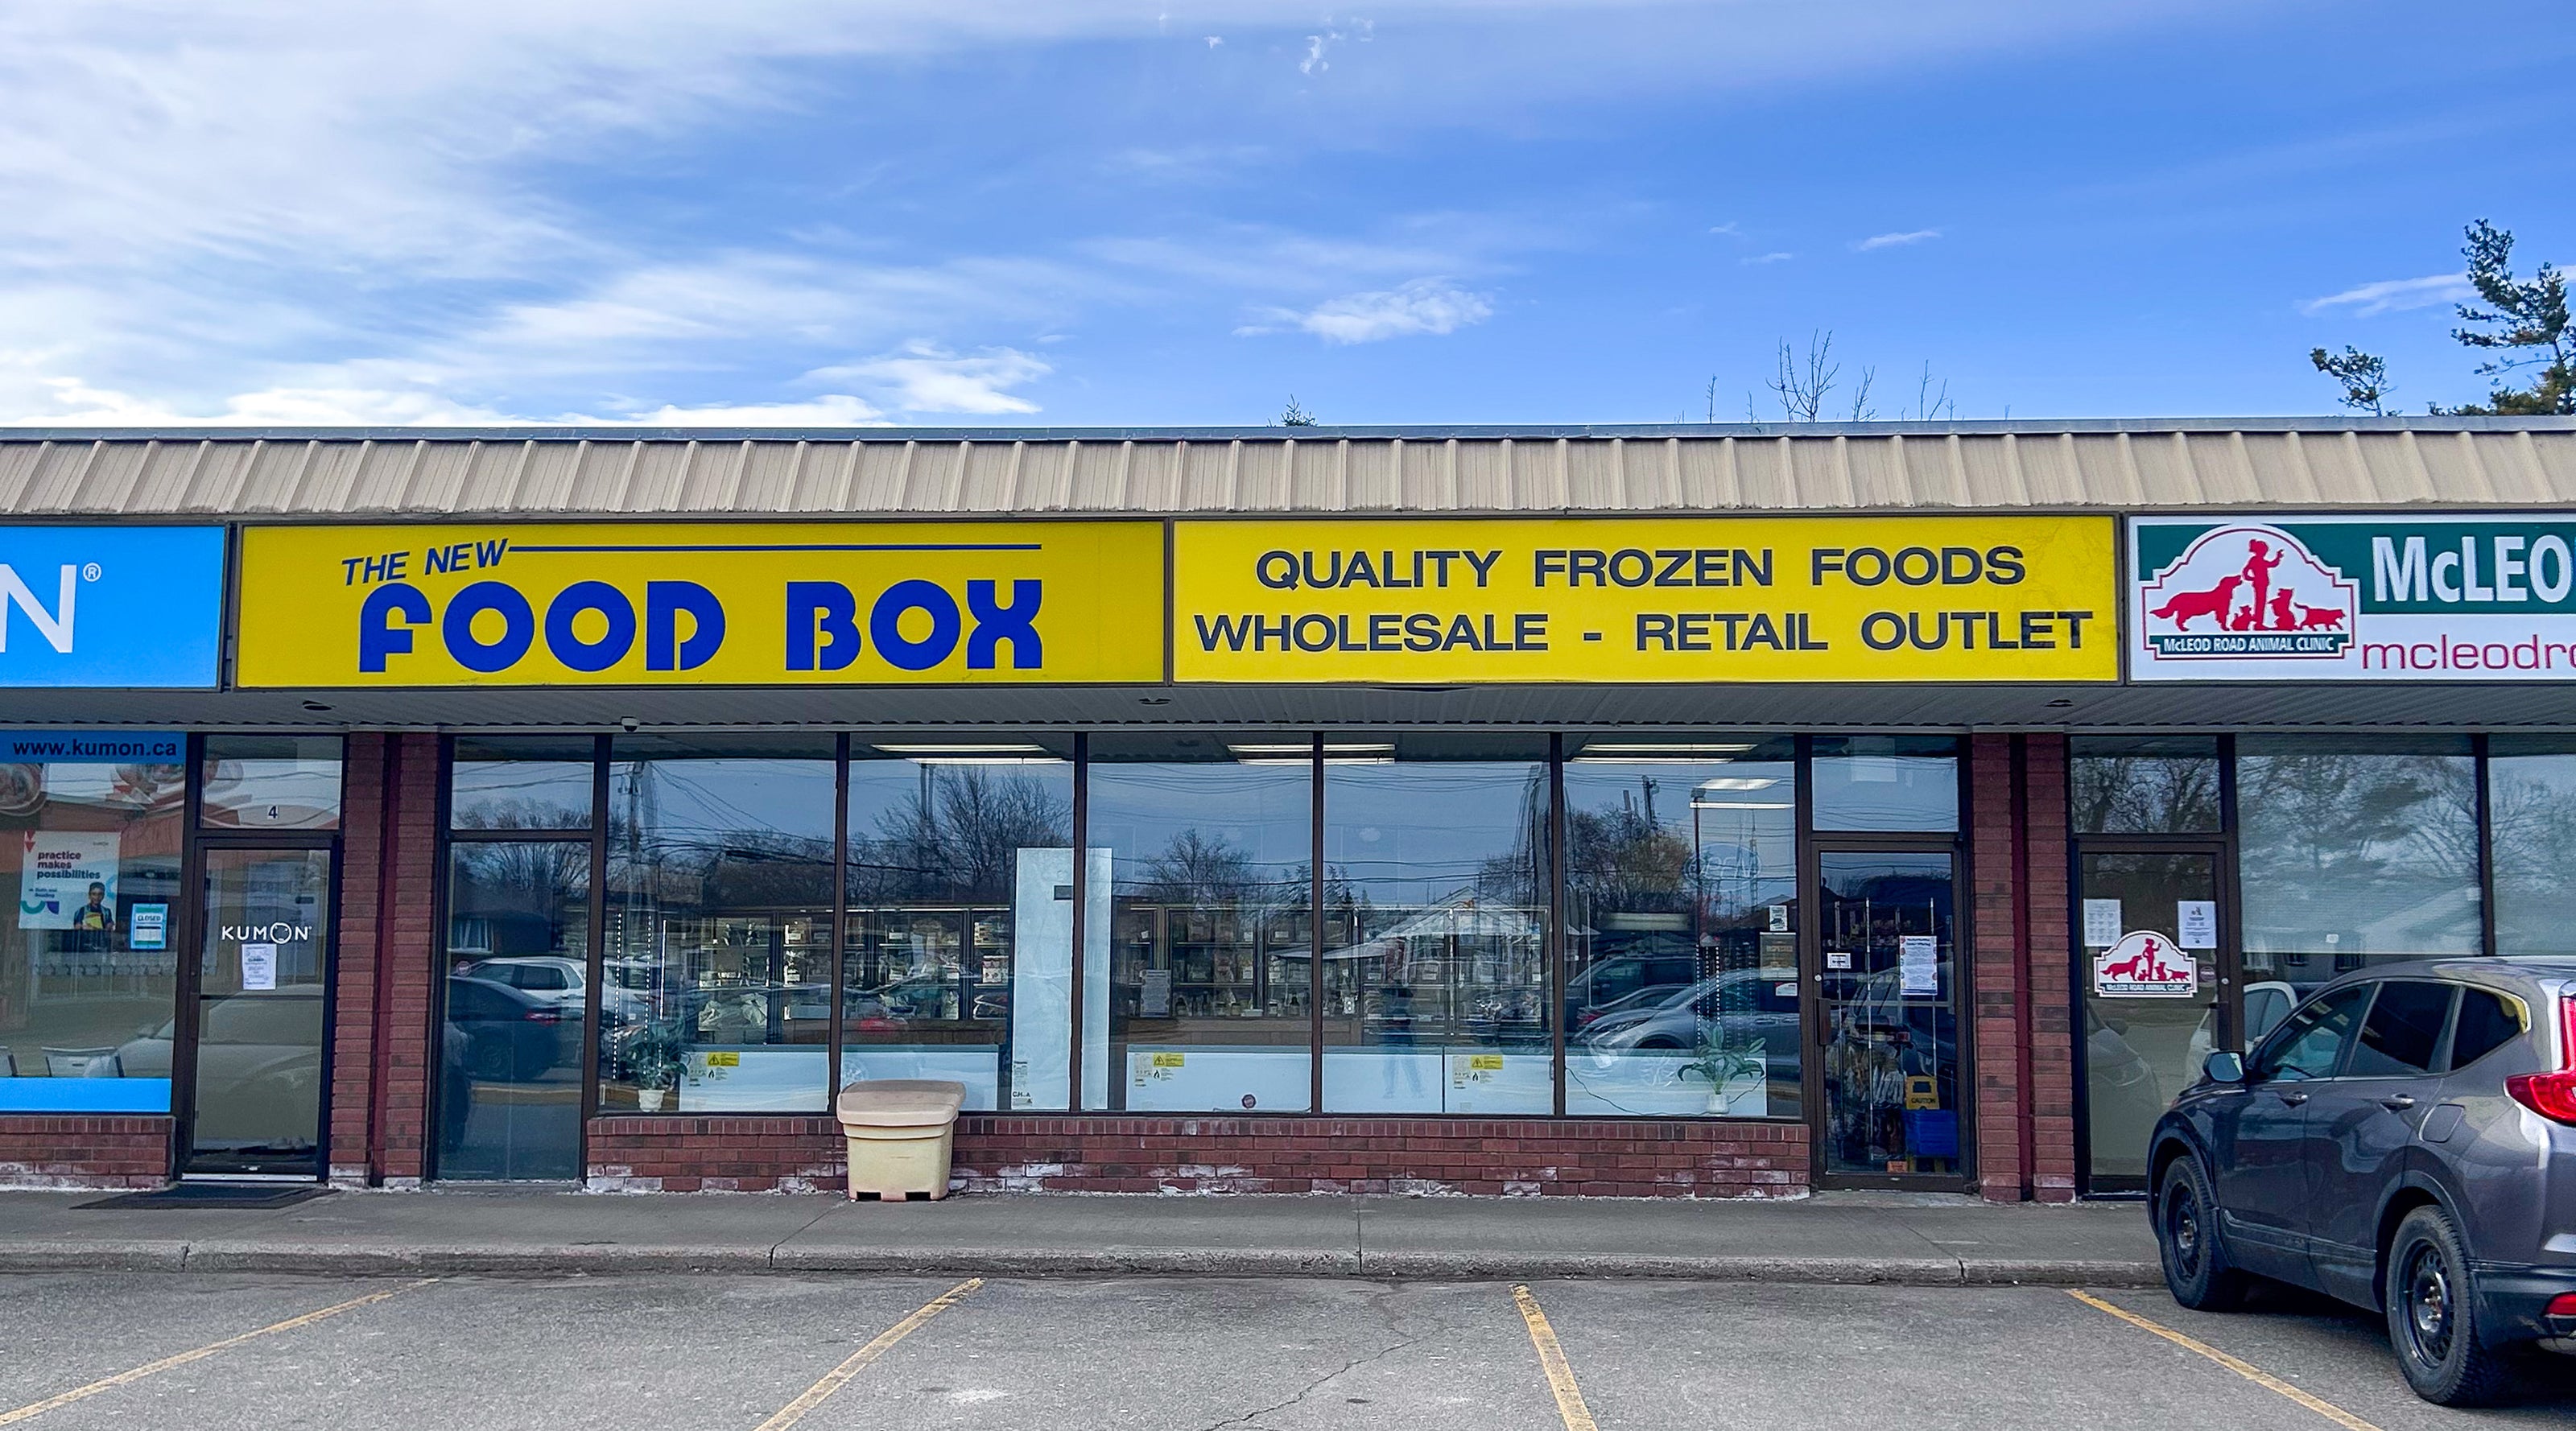 N®
THE NEW
FOOD BOX
QUALITY FROZEN FOODS
WHOLESALE - RETAIL OUTLET
McLEOD ROAD ANIMAL CLINIC
McLEO
mcleodro
www.kumon.ca
4
practice
makes
possibilities
CLOSED
KUMON
OPEN
CAUTION
McLEOD ROAD ANIMAL CLINIC